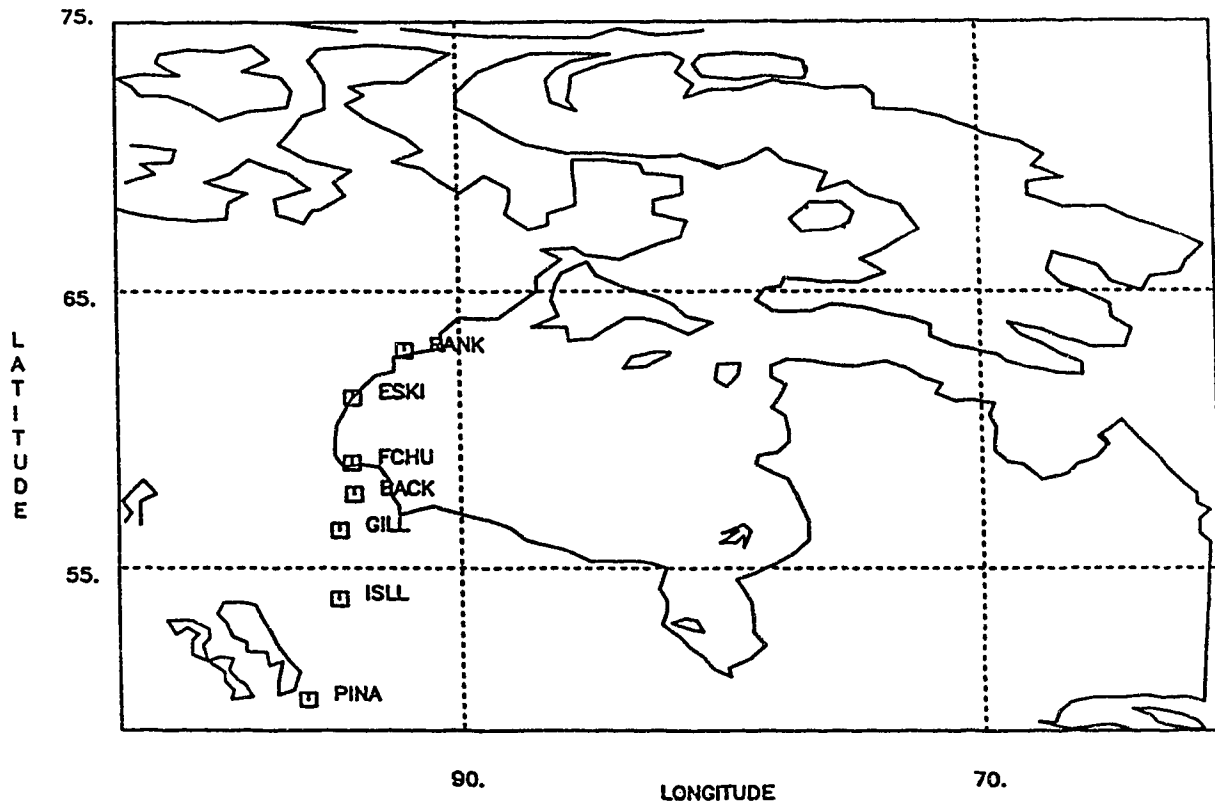 75.
65.
LATITUDE
RANK
ESKI
FCHU
BACK
GILL
55.
ISLL
PINA
90.
70.
LONGITUDE